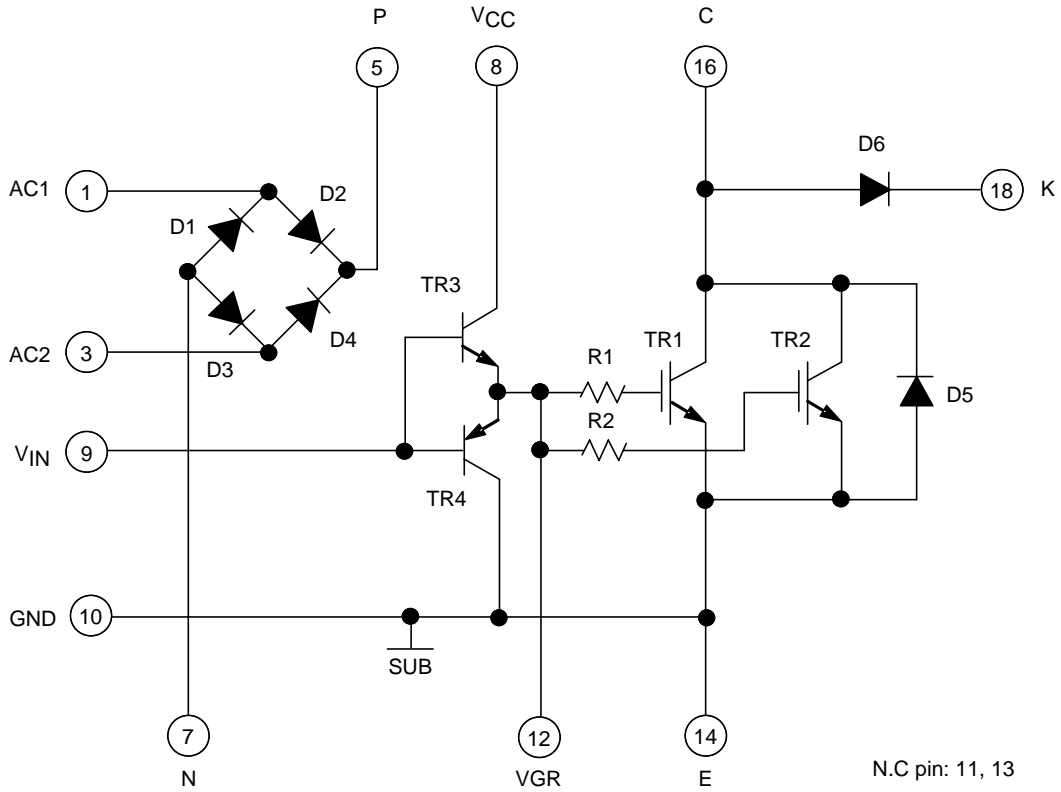 P
VCC
C
5
8
16
D6
AC1
1
D2
18
K
D1
TR3
D4
AC2
3
D3
R1
TR1
TR2
D5
R2
VIN
9
TR4
GND
10
SUB
7
12
14
N
VGR
E
N.C pin: 11, 13